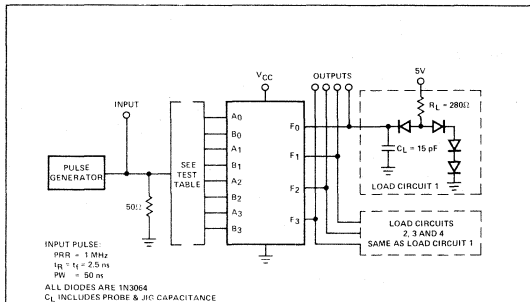 VCC
OUTPUTS
5V
INPUT
RL = 280Ω
A0
B0
F0
A1
PULSE
GENERATOR
SEE
TEST
TABLE
B1
F1
CL = 15 pF
A2
B2
F2
LOAD CIRCUIT 1
50Ω
A3
B3
F3
LOAD CIRCUITS
2, 3 AND 4
SAME AS LOAD CIRCUIT 1
INPUT PULSE:
PRR = 1 MHz
tR = tf = 2.5 ns
PW = 50 ns
ALL DIODES ARE 1N3064
CL INCLUDES PROBE & JIG CAPACITANCE